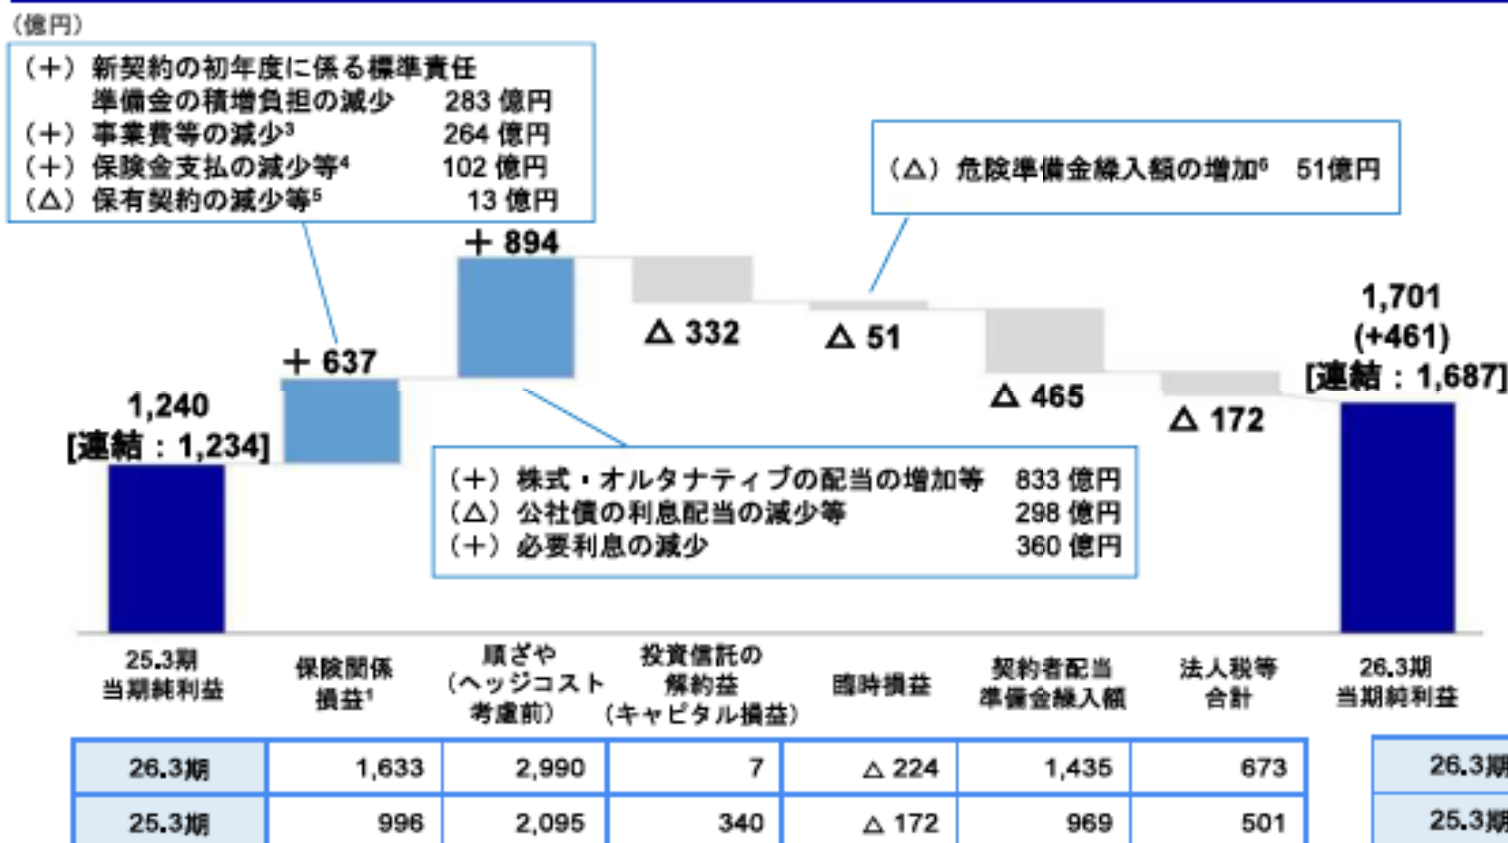 （億円）
（＋）新契約の初年度に係る標準責任
準備金の積増負担の減少 283 億円
（＋）事業費等の減少³ 264 億円
（＋）保険金支払の減少等⁴ 102 億円
（△）保有契約の減少等⁵ 13 億円
（△）危険準備金繰入額の増加⁶ 51億円
1,240
[連結：1,234]
＋ 637
＋ 894
△ 332
△ 51
△ 465
△ 172
1,701
(+461)
[連結：1,687]
（＋）株式・オルタナティブの配当の増加等 833 億円
（△）公社債の利息配当の減少等 298 億円
（＋）必要利息の減少 360 億円
25.3期
当期純利益
保険関係
損益¹
順ざや
（ヘッジコスト
考慮前）
投資信託の
解約益
（キャピタル損益）
臨時損益
契約者配当
準備金繰入額
法人税等
合計
26.3期
当期純利益
26.3期 1,633 2,990 7 △ 224 1,435 673 26.3期
25.3期 996 2,095 340 △ 172 969 501 25.3期